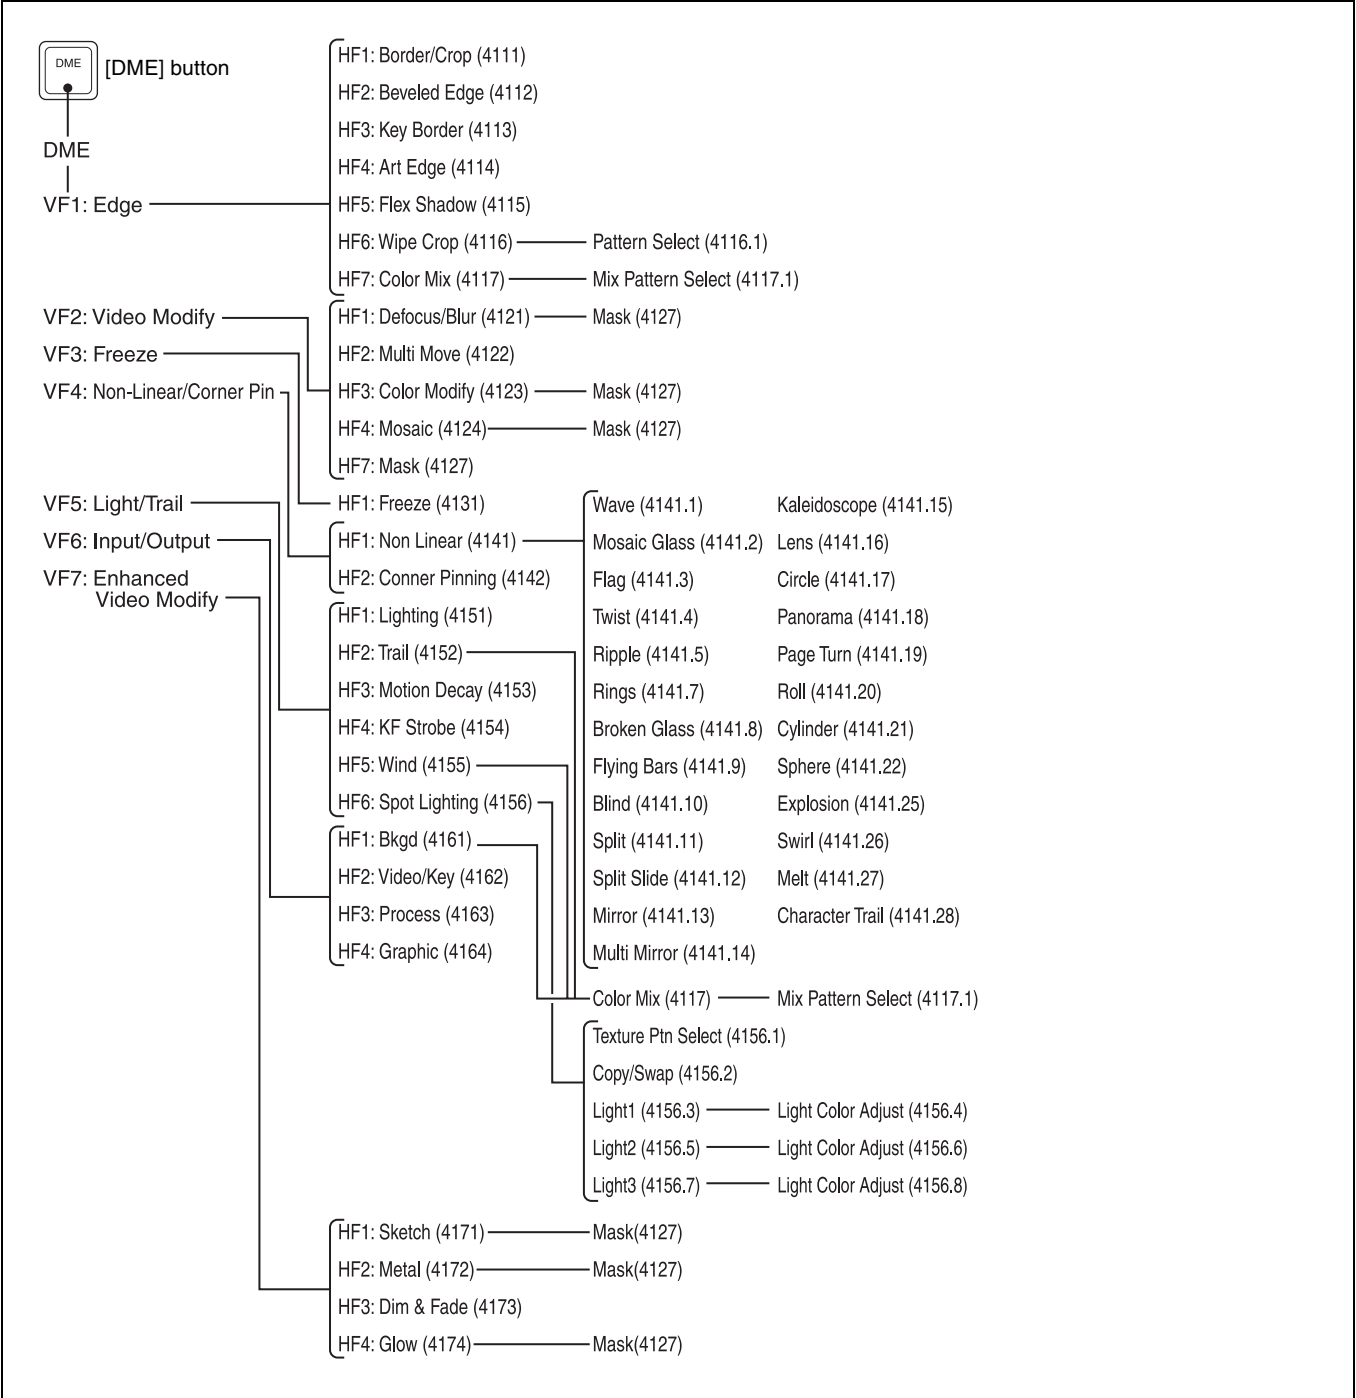 DME
[DME] button
DME
VF1: Edge
HF1: Border/Crop (4111)
HF2: Beveled Edge (4112)
HF3: Key Border (4113)
HF4: Art Edge (4114)
HF5: Flex Shadow (4115)
HF6: Wipe Crop (4116) Pattern Select (4116.1)
HF7: Color Mix (4117) Mix Pattern Select (4117.1)
VF2: Video Modify
HF1: Defocus/Blur (4121) Mask (4127)
HF2: Multi Move (4122)
HF3: Color Modify (4123) Mask (4127)
HF4: Mosaic (4124) Mask (4127)
HF7: Mask (4127)
VF3: Freeze
HF1: Freeze (4131)
VF4: Non-Linear/Corner Pin
HF1: Non Linear (4141)
HF2: Conner Pinning (4142)
Wave (4141.1)
Mosaic Glass (4141.2)
Flag (4141.3)
Twist (4141.4)
Ripple (4141.5)
Rings (4141.7)
Broken Glass (4141.8)
Flying Bars (4141.9)
Blind (4141.10)
Split (4141.11)
Split Slide (4141.12)
Mirror (4141.13)
Multi Mirror (4141.14)
Kaleidoscope (4141.15)
Lens (4141.16)
Circle (4141.17)
Panorama (4141.18)
Page Turn (4141.19)
Roll (4141.20)
Cylinder (4141.21)
Sphere (4141.22)
Explosion (4141.25)
Swirl (4141.26)
Melt (4141.27)
Character Trail (4141.28)
VF5: Light/Trail
HF1: Lighting (4151)
HF2: Trail (4152)
HF3: Motion Decay (4153)
HF4: KF Strobe (4154)
HF5: Wind (4155)
HF6: Spot Lighting (4156)
VF6: Input/Output
HF1: Bkgd (4161)
HF2: Video/Key (4162)
HF3: Process (4163)
HF4: Graphic (4164)
Color Mix (4117) Mix Pattern Select (4117.1)
Texture Ptn Select (4156.1)
Copy/Swap (4156.2)
Light1 (4156.3) Light Color Adjust (4156.4)
Light2 (4156.5) Light Color Adjust (4156.6)
Light3 (4156.7) Light Color Adjust (4156.8)
VF7: Enhanced
Video Modify
HF1: Sketch (4171) Mask(4127)
HF2: Metal (4172) Mask(4127)
HF3: Dim & Fade (4173)
HF4: Glow (4174) Mask(4127)